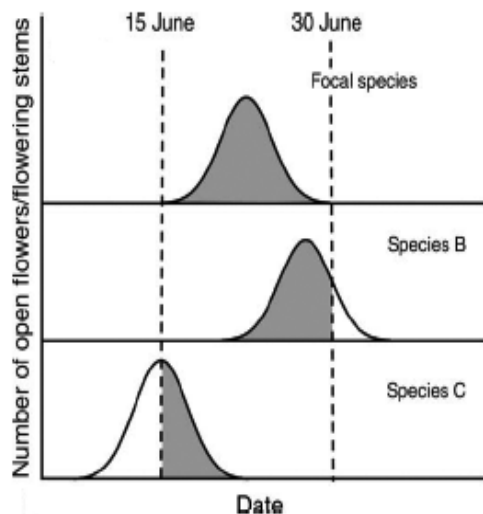 15 June
30 June
Focal species
Species B
Species C
Number of open flowers/flowering stems
Date